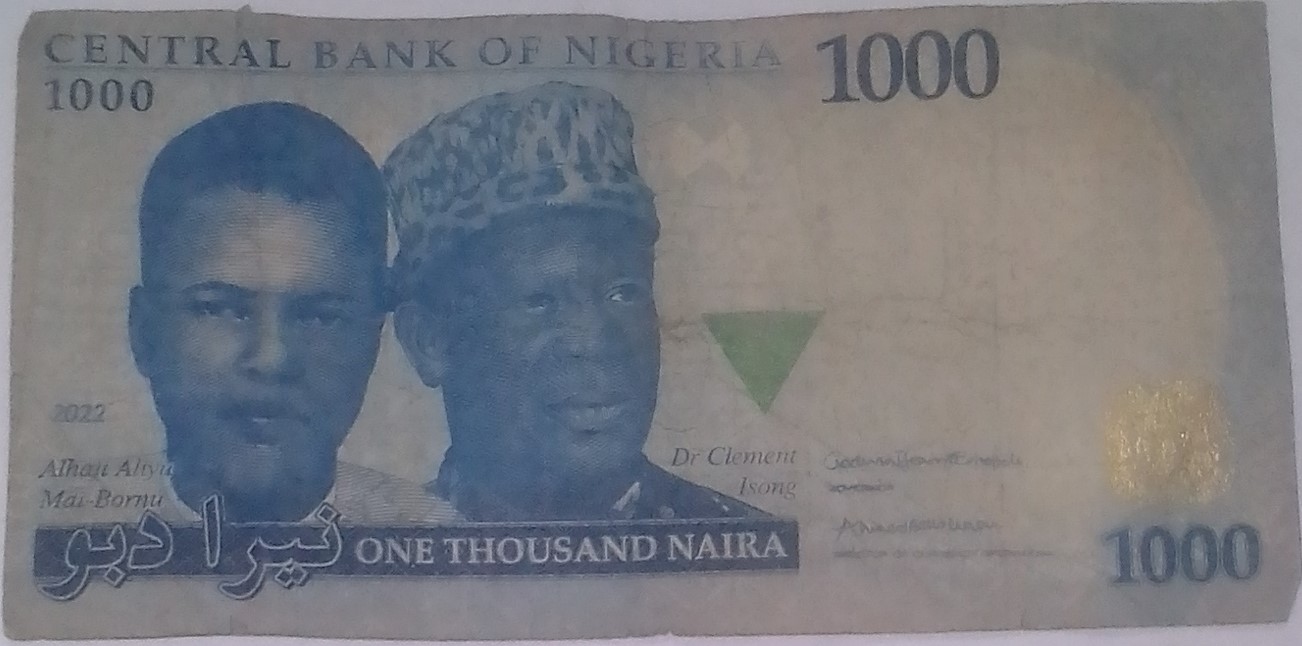 CENTRAL BANK OF NIGERIA
1000
1000
2022
Alhaji Aliyu
Mai-Bornu
Dr Clement
Isong
نيرا دبو
ONE THOUSAND NAIRA
1000